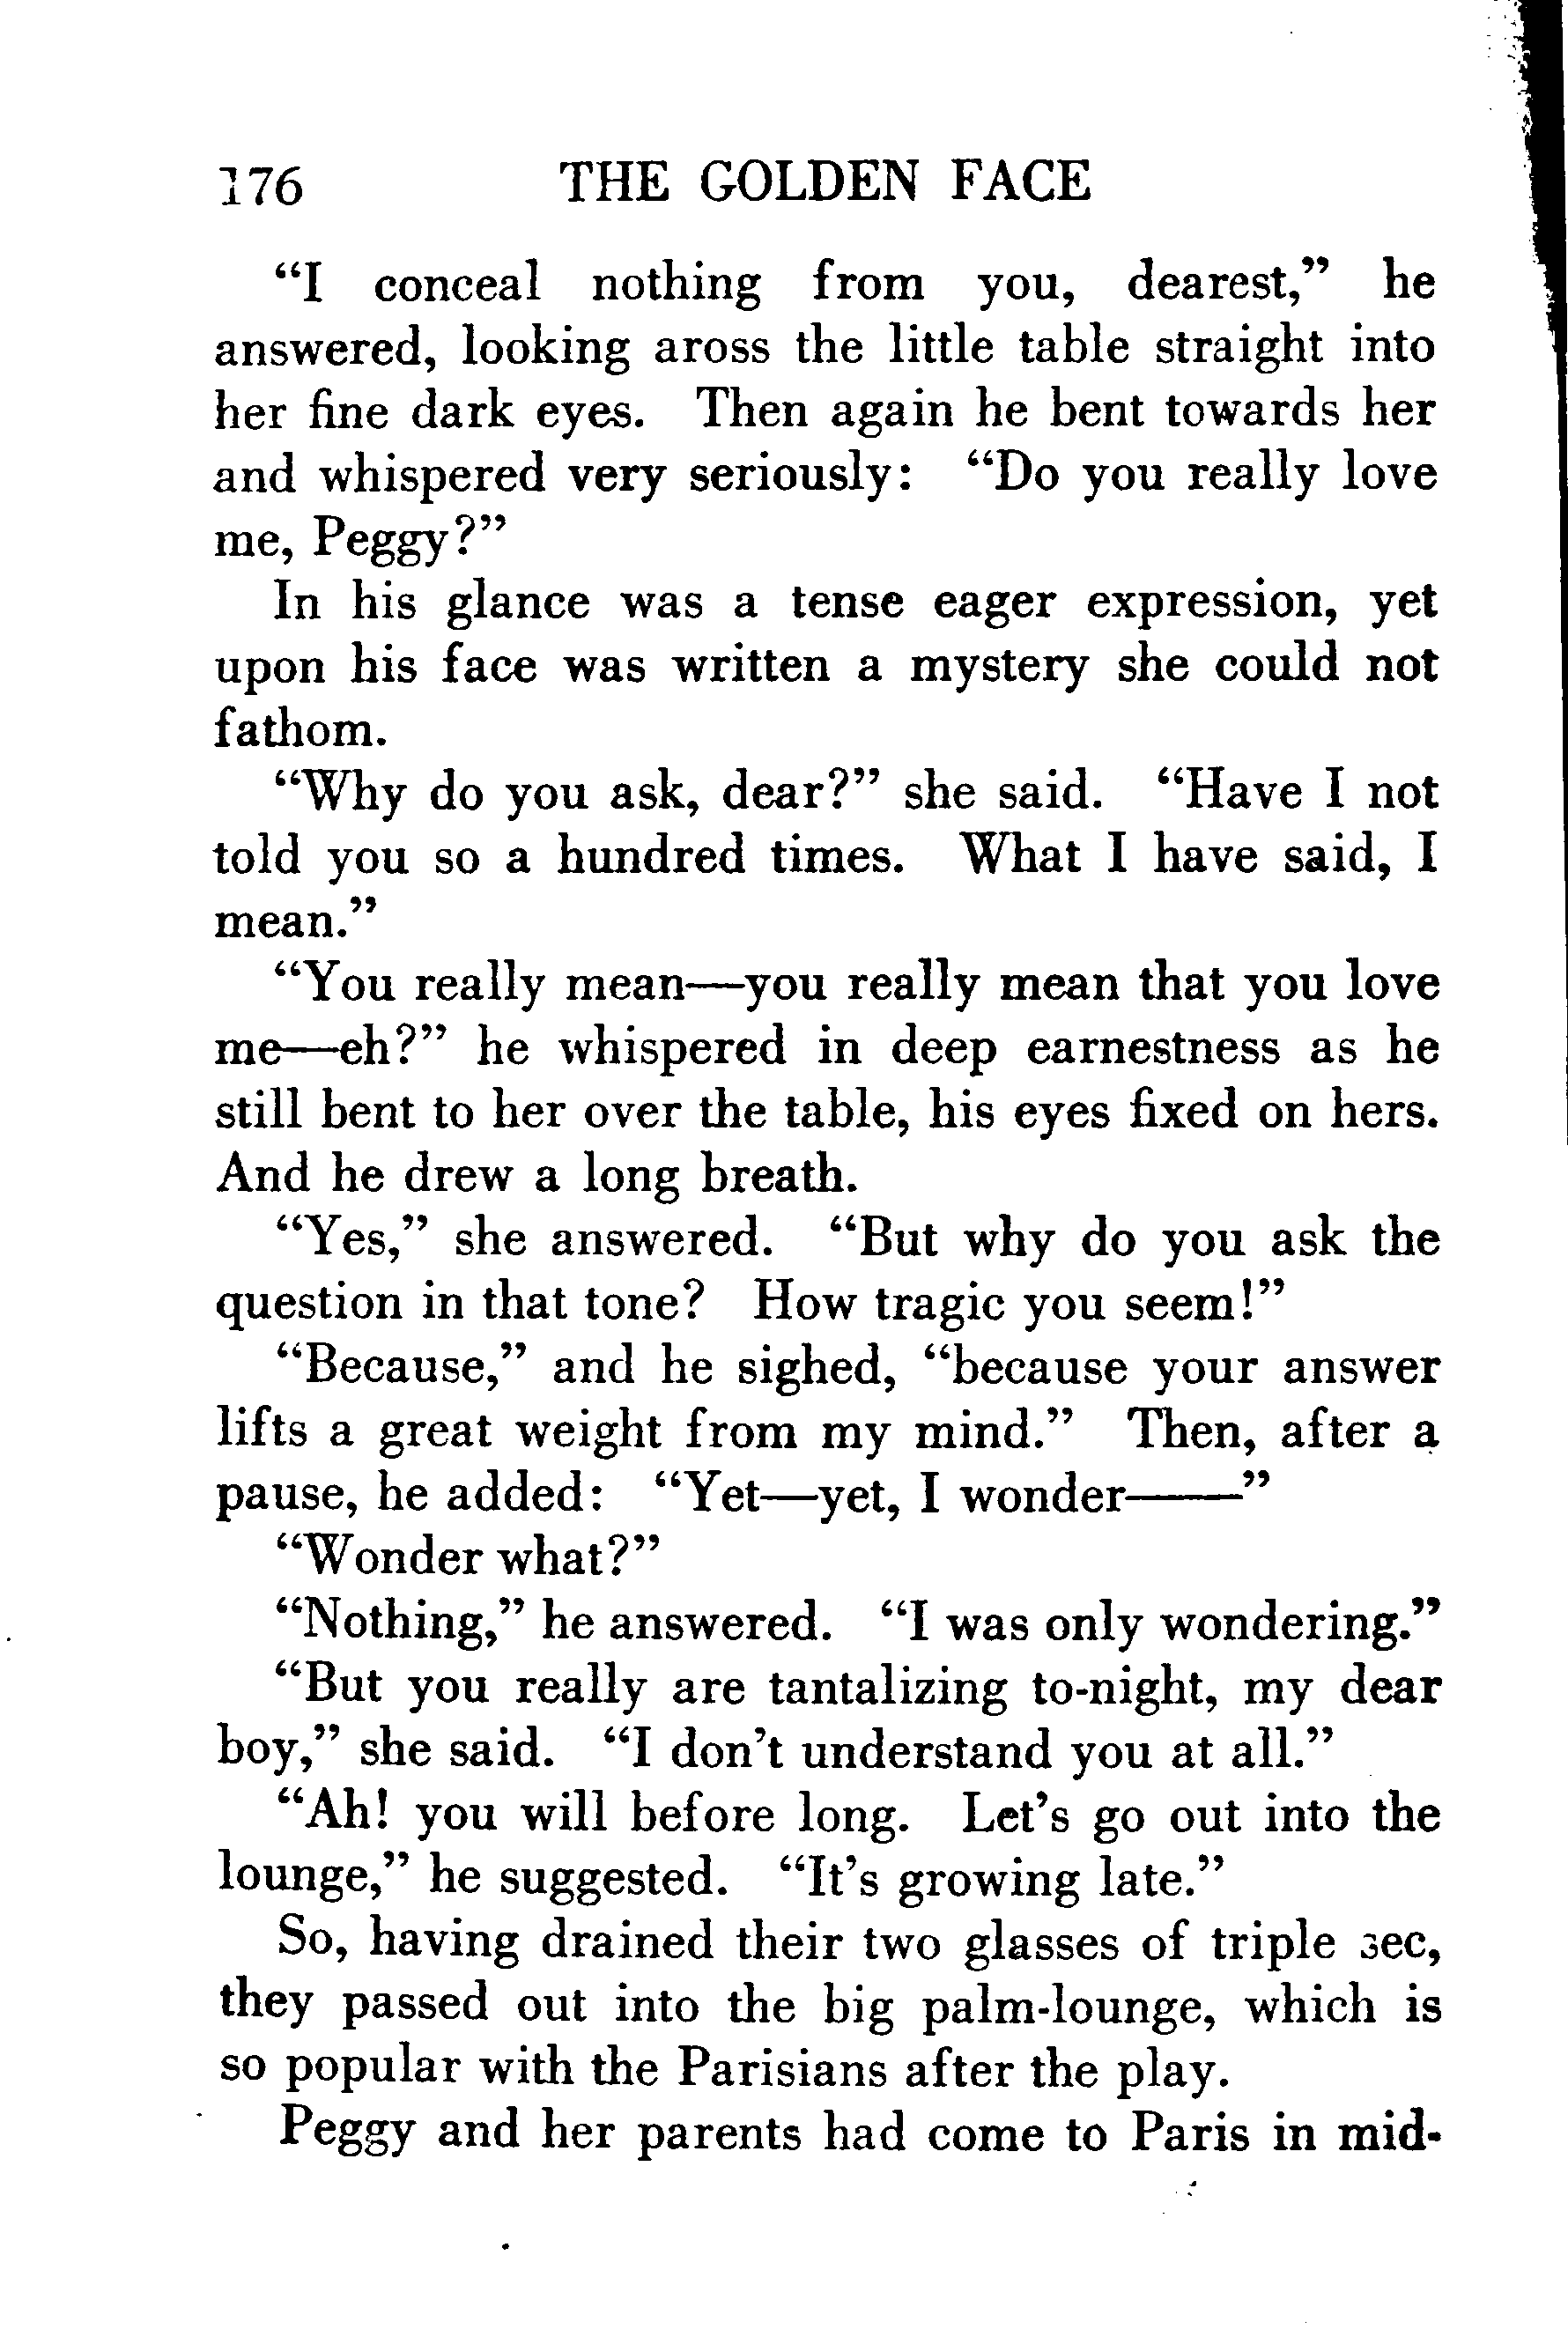 176 THE GOLDEN FACE
“I conceal nothing from you, dearest,” he
answered, looking aross the little table straight into
her fine dark eyes. Then again he bent towards her
and whispered very seriously: “Do you really love
me, Peggy?”
In his glance was a tense eager expression, yet
upon his face was written a mystery she could not
fathom.
“Why do you ask, dear?” she said. “Have I not
told you so a hundred times. What I have said, I
mean.”
“You really mean—you really mean that you love
me—eh?” he whispered in deep earnestness as he
still bent to her over the table, his eyes fixed on hers.
And he drew a long breath.
“Yes,” she answered. “But why do you ask the
question in that tone? How tragic you seem!”
“Because,” and he sighed, “because your answer
lifts a great weight from my mind.” Then, after a
pause, he added: “Yet—yet, I wonder——”
“Wonder what?”
“Nothing,” he answered. “I was only wondering.”
“But you really are tantalizing to-night, my dear
boy,” she said. “I don’t understand you at all.”
“Ah! you will before long. Let’s go out into the
lounge,” he suggested. “It’s growing late.”
So, having drained their two glasses of triple sec,
they passed out into the big palm-lounge, which is
so popular with the Parisians after the play.
Peggy and her parents had come to Paris in mid-